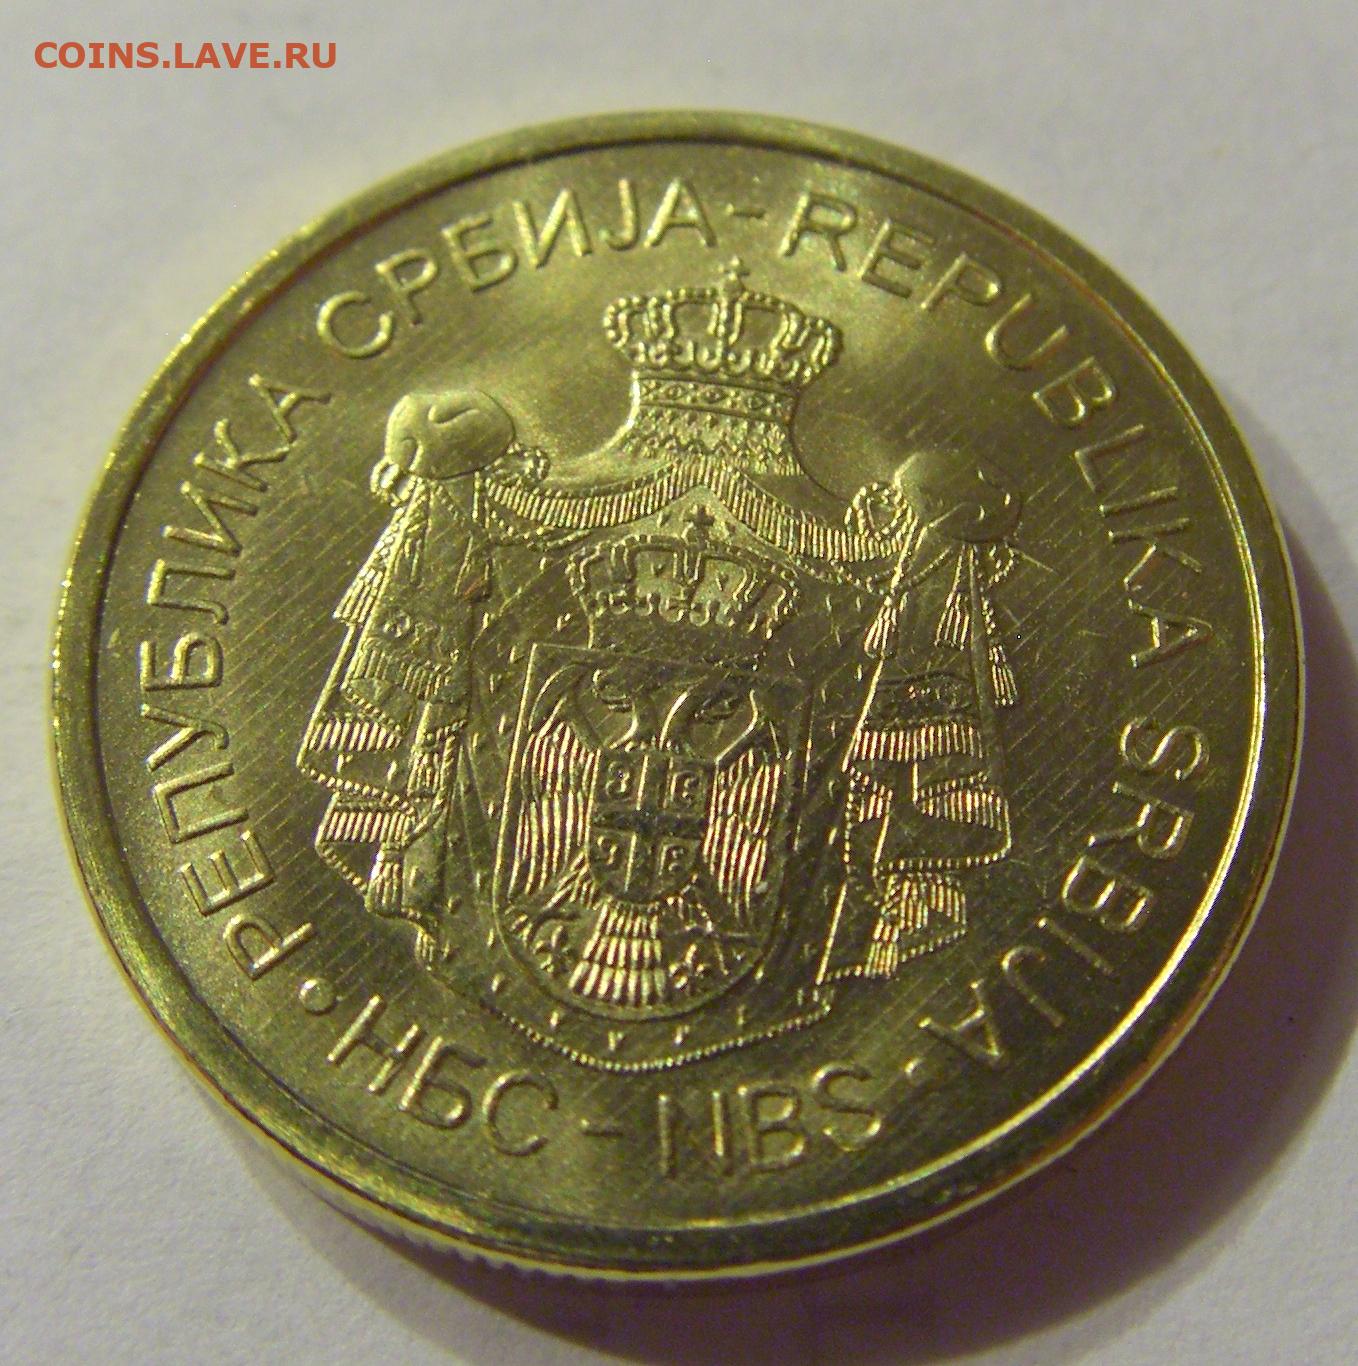 COINS.LAVE.RU
РЕПУБЛИКА СРБИЈА - REPUBLIKA SRBIJA - NBS - НБС •